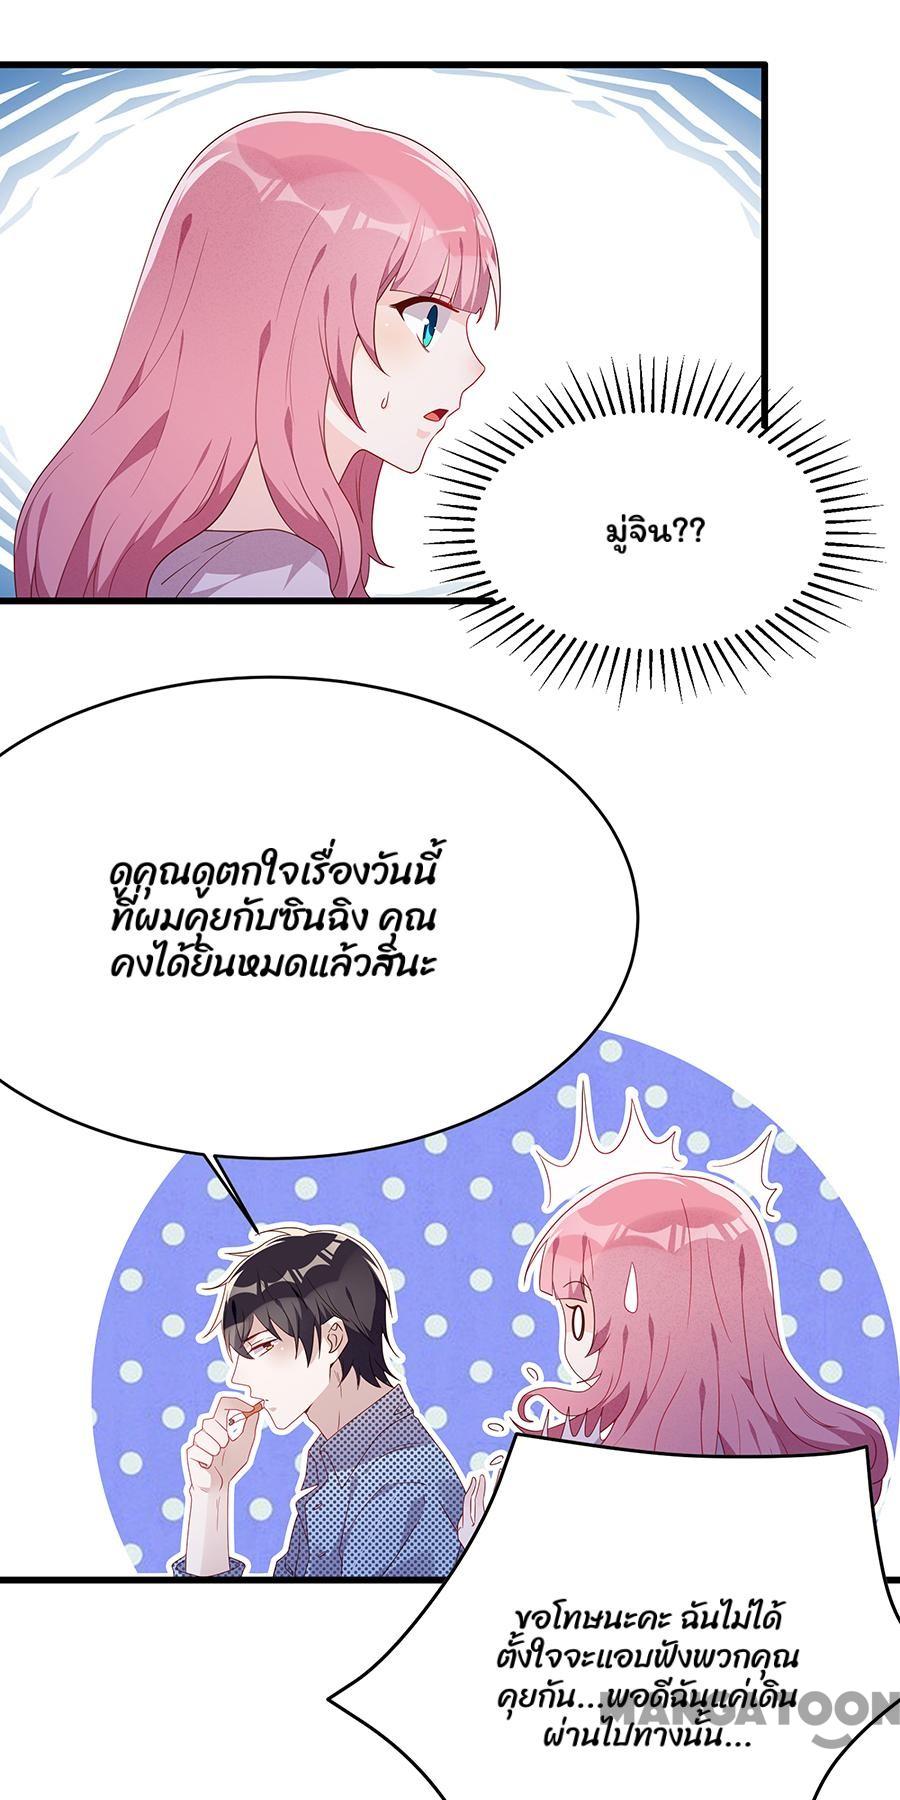 มู่จิน??
ดูคุณดูตกใจเรื่องวันนี้
ที่ผมคุยกับซินฉิง คุณ
คงได้ยินหมดแล้วสินะ
ขอโทษนะคะ ฉันไม่ได้
ตั้งใจจะแอบฟังพวกคุณ
คุยกัน...พอดีฉันแค่เดิน
ผ่านไปทางนั้น...
MANGATOON